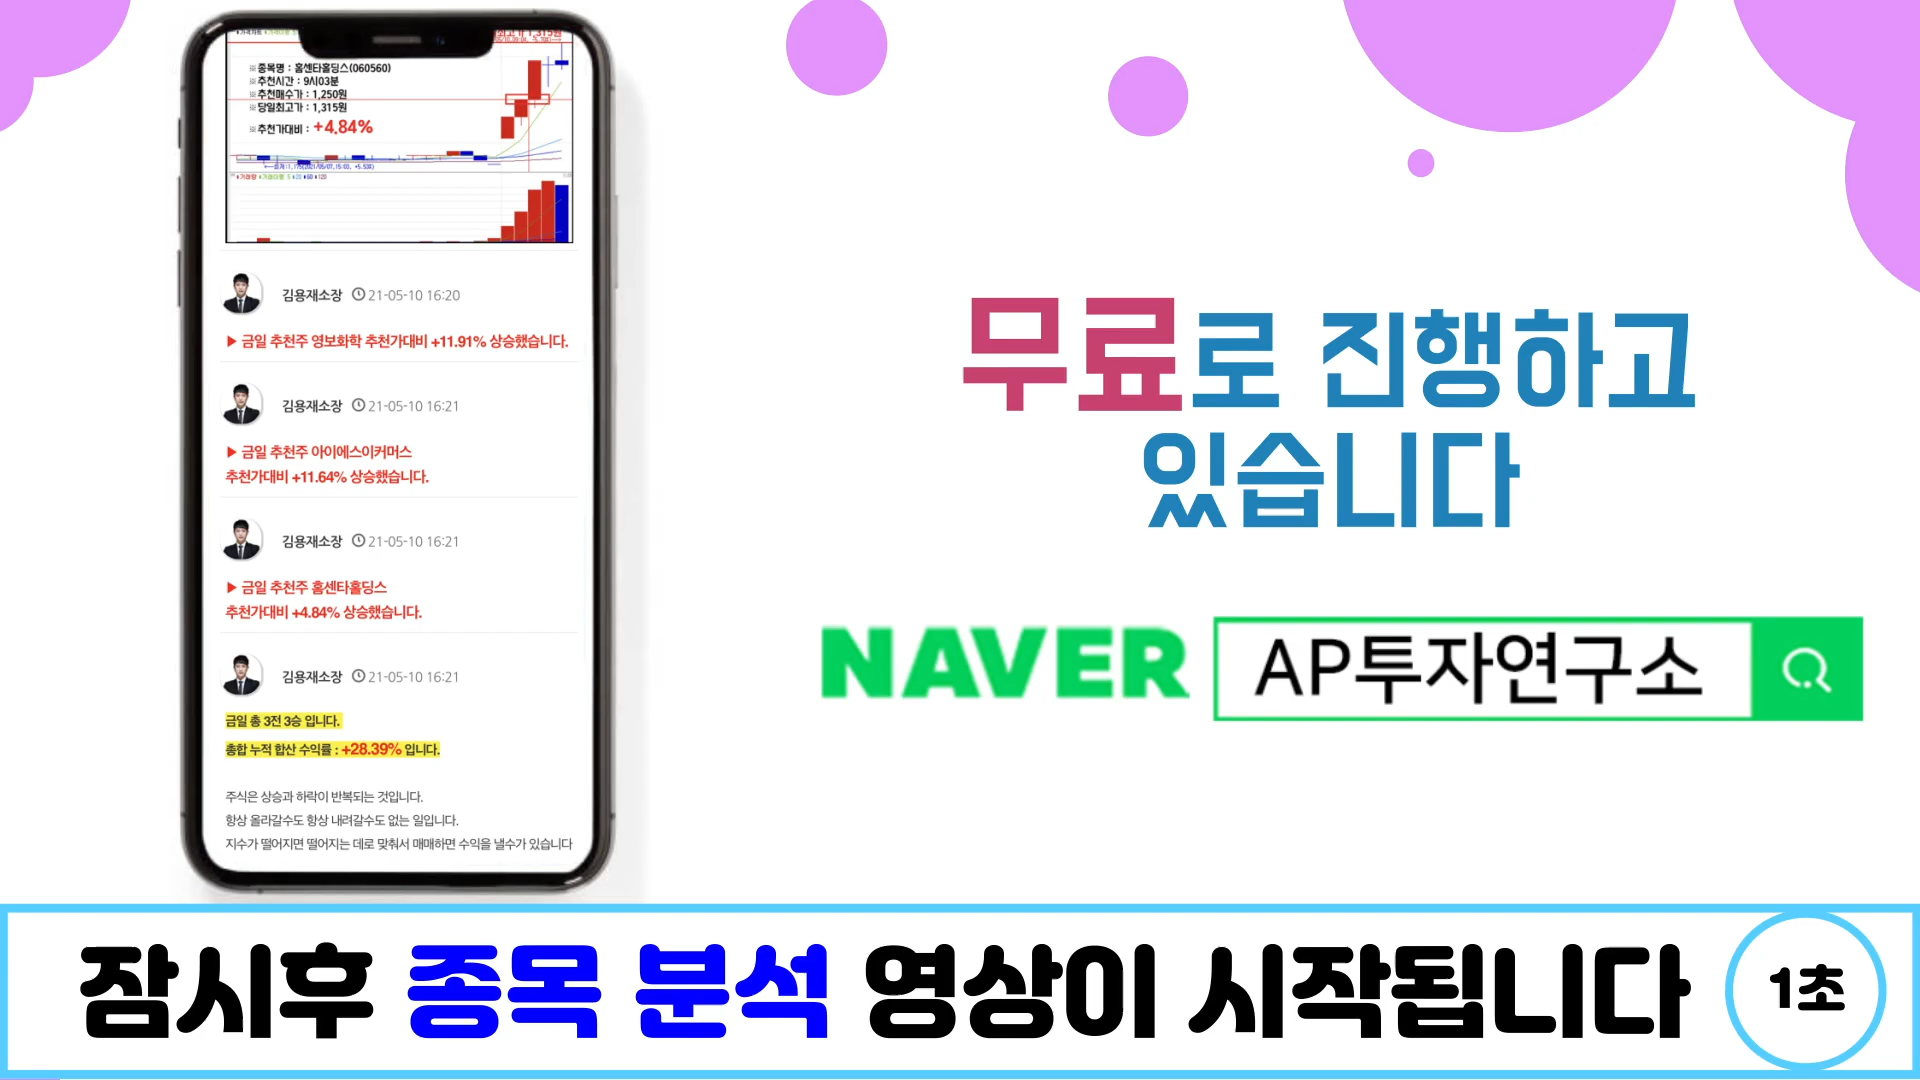 ※종목명 : 홈센타홀딩스(060560)
※추천시간 : 9시03분
※추천매수가 : 1,250원
※당일최고가 : 1,315원
※추천가대비 : +4.84%
김용재소장 21-05-10 16:20
▶ 금일 추천주 영보화학 추천가대비 +11.91% 상승했습니다.
김용재소장 21-05-10 16:21
▶ 금일 추천주 아이에스이커머스
추천가대비 +11.64% 상승했습니다.
김용재소장 21-05-10 16:21
▶ 금일 추천주 홈센타홀딩스
추천가대비 +4.84% 상승했습니다.
김용재소장 21-05-10 16:21
금일 총 3전 3승 입니다.
총합 누적 합산 수익률 : +28.39% 입니다.
주식은 상승과 하락이 반복되는 것입니다.
항상 올라갈수도 항상 내려갈수도 없는 일입니다.
지수가 떨어지면 떨어지는 데로 맞춰서 매매하면 수익을 낼수가 있습니다
무료로 진행하고
있습니다
NAVER AP투자연구소
잠시후 종목 분석 영상이 시작됩니다 1초